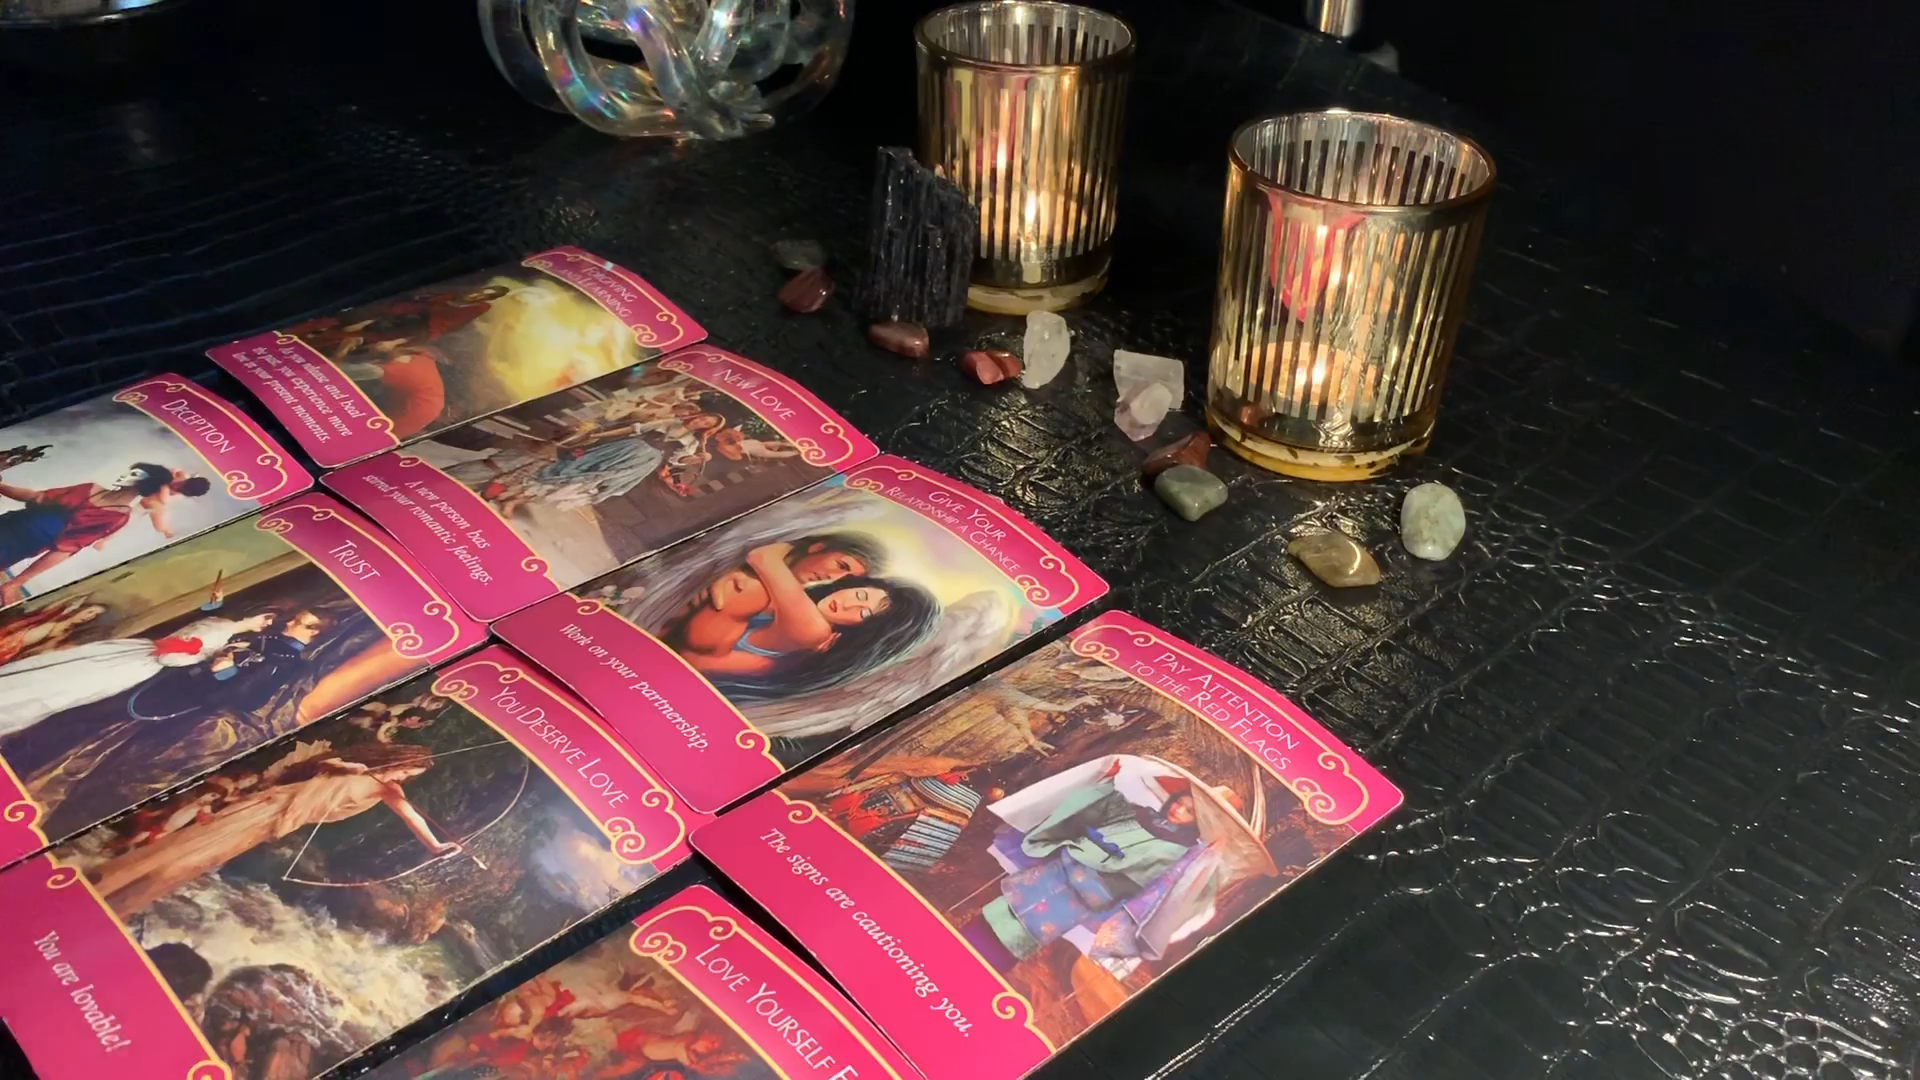 FORGIVING
AND LEARNING
As you release and heal
the past, you experience more
love in your present moments.
NEW LOVE
A new person has
stirred your romantic feelings.
GIVE YOUR
RELATIONSHIP A CHANCE
Work on your partnership.
PAY ATTENTION
TO THE RED FLAGS
The signs are cautioning you.
DECEPTION
TRUST
YOU DESERVE LOVE
You are lovable!
LOVE YOURSELF